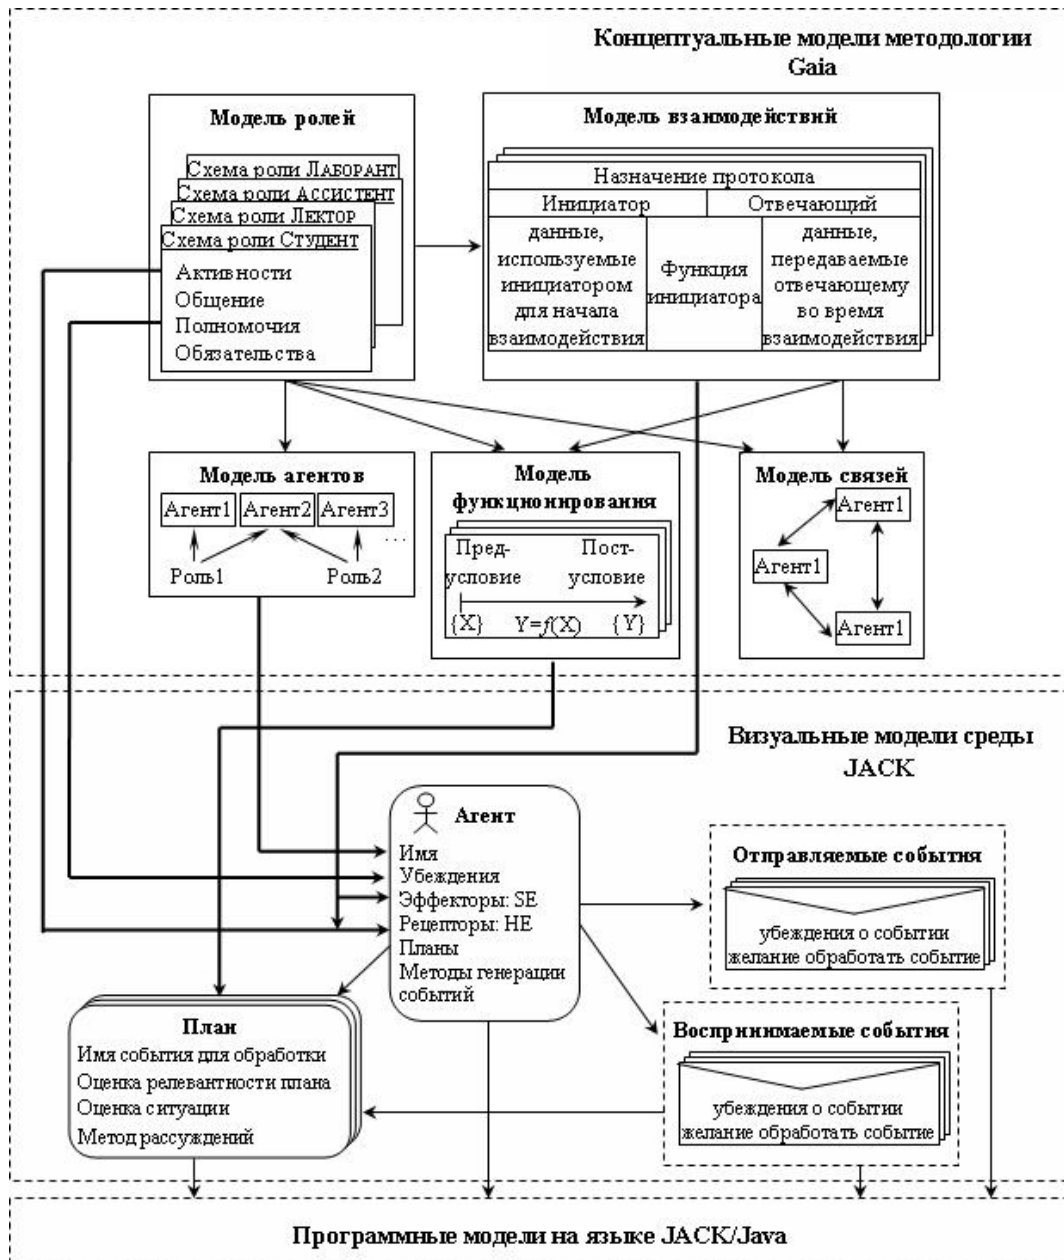 Концептуальные модели методологии
Gaia
Модель ролей
Схема роли ЛАБОРАНТ
Схема роли АССИСТЕНТ
Схема роли ЛЕКТОР
Схема роли СТУДЕНТ
Активности
Общение
Полномочия
Обязательства
Модель взаимодействий
Назначение протокола
Инициатор
Отвечающий
данные,
используемые
инициатором
для начала
взаимодействия
Функция
инициатора
данные,
передаваемые
отвечающему
во время
взаимодействия
Модель агентов
Агент1 Агент2 Агент3
...
Роль1 Роль2
Модель
функционирования
Пред- Пост-
условие условие
{X} Y=f(X) {Y}
Модель связей
Агент1
Агент1
Агент1
Визуальные модели среды
JACK
Агент
Имя
Убеждения
Эффекторы: SE
Рецепторы: HE
Планы
Методы генерации
событий
Отправляемые события
убеждения о событии
желание обработать событие
Воспринимаемые события
убеждения о событии
желание обработать событие
План
Имя события для обработки
Оценка релевантности плана
Оценка ситуации
Метод рассуждений
Программные модели на языке JACK/Java